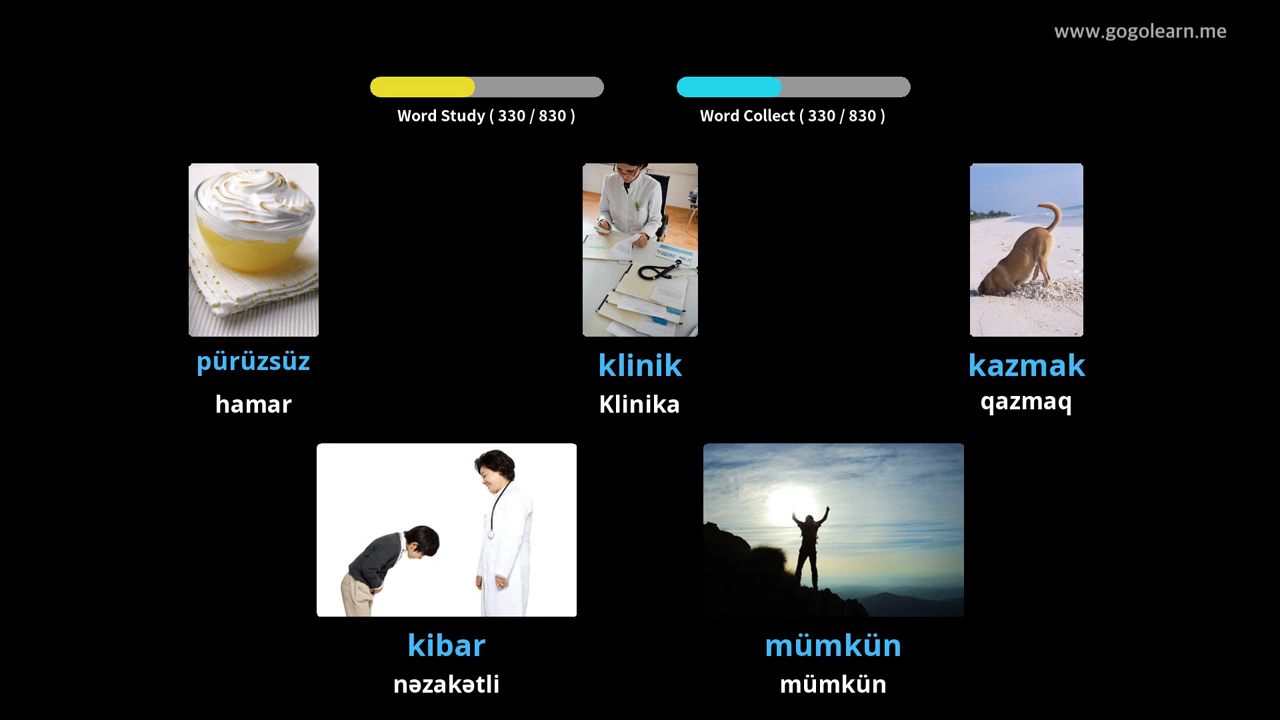 www.gogolearn.me
Word Study ( 330 / 830 )
Word Collect ( 330 / 830 )
pürüzsüz
hamar
klinik
Klinika
kazmak
qazmaq
kibar
nəzakətli
mümkün
mümkün